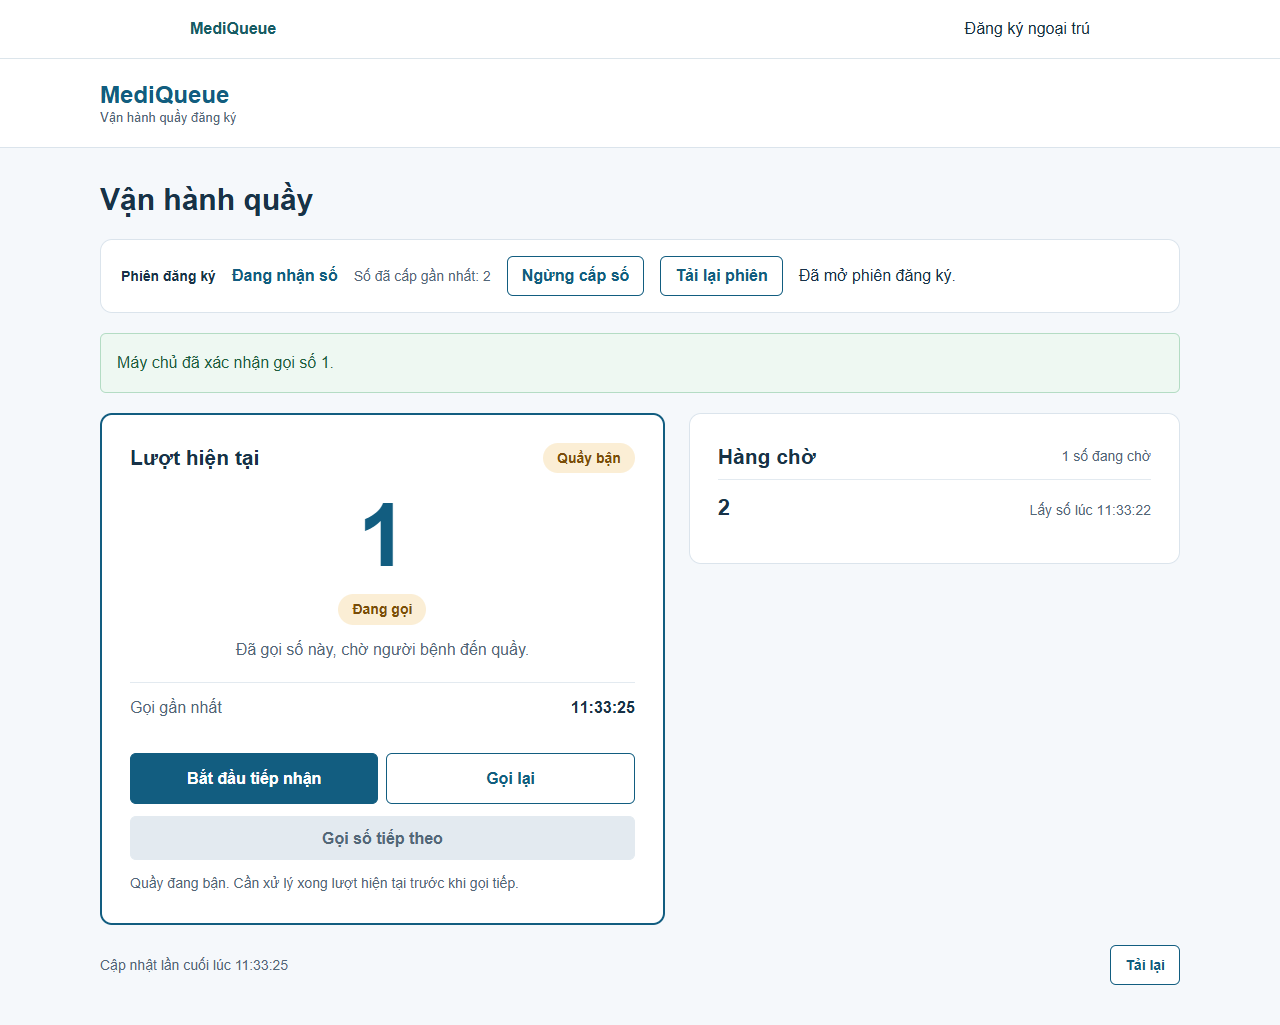 MediQueue
Đăng ký ngoại trú
MediQueue
Vận hành quầy đăng ký
Vận hành quầy
Phiên đăng ký Đang nhận số Số đã cấp gần nhất: 2 Ngừng cấp số Tải lại phiên Đã mở phiên đăng ký.
Máy chủ đã xác nhận gọi số 1.
Lượt hiện tại Quầy bận
1
Đang gọi
Đã gọi số này, chờ người bệnh đến quầy.
Gọi gần nhất 11:33:25
Bắt đầu tiếp nhận Gọi lại
Gọi số tiếp theo
Quầy đang bận. Cần xử lý xong lượt hiện tại trước khi gọi tiếp.
Hàng chờ 1 số đang chờ
2 Lấy số lúc 11:33:22
Cập nhật lần cuối lúc 11:33:25 Tải lại